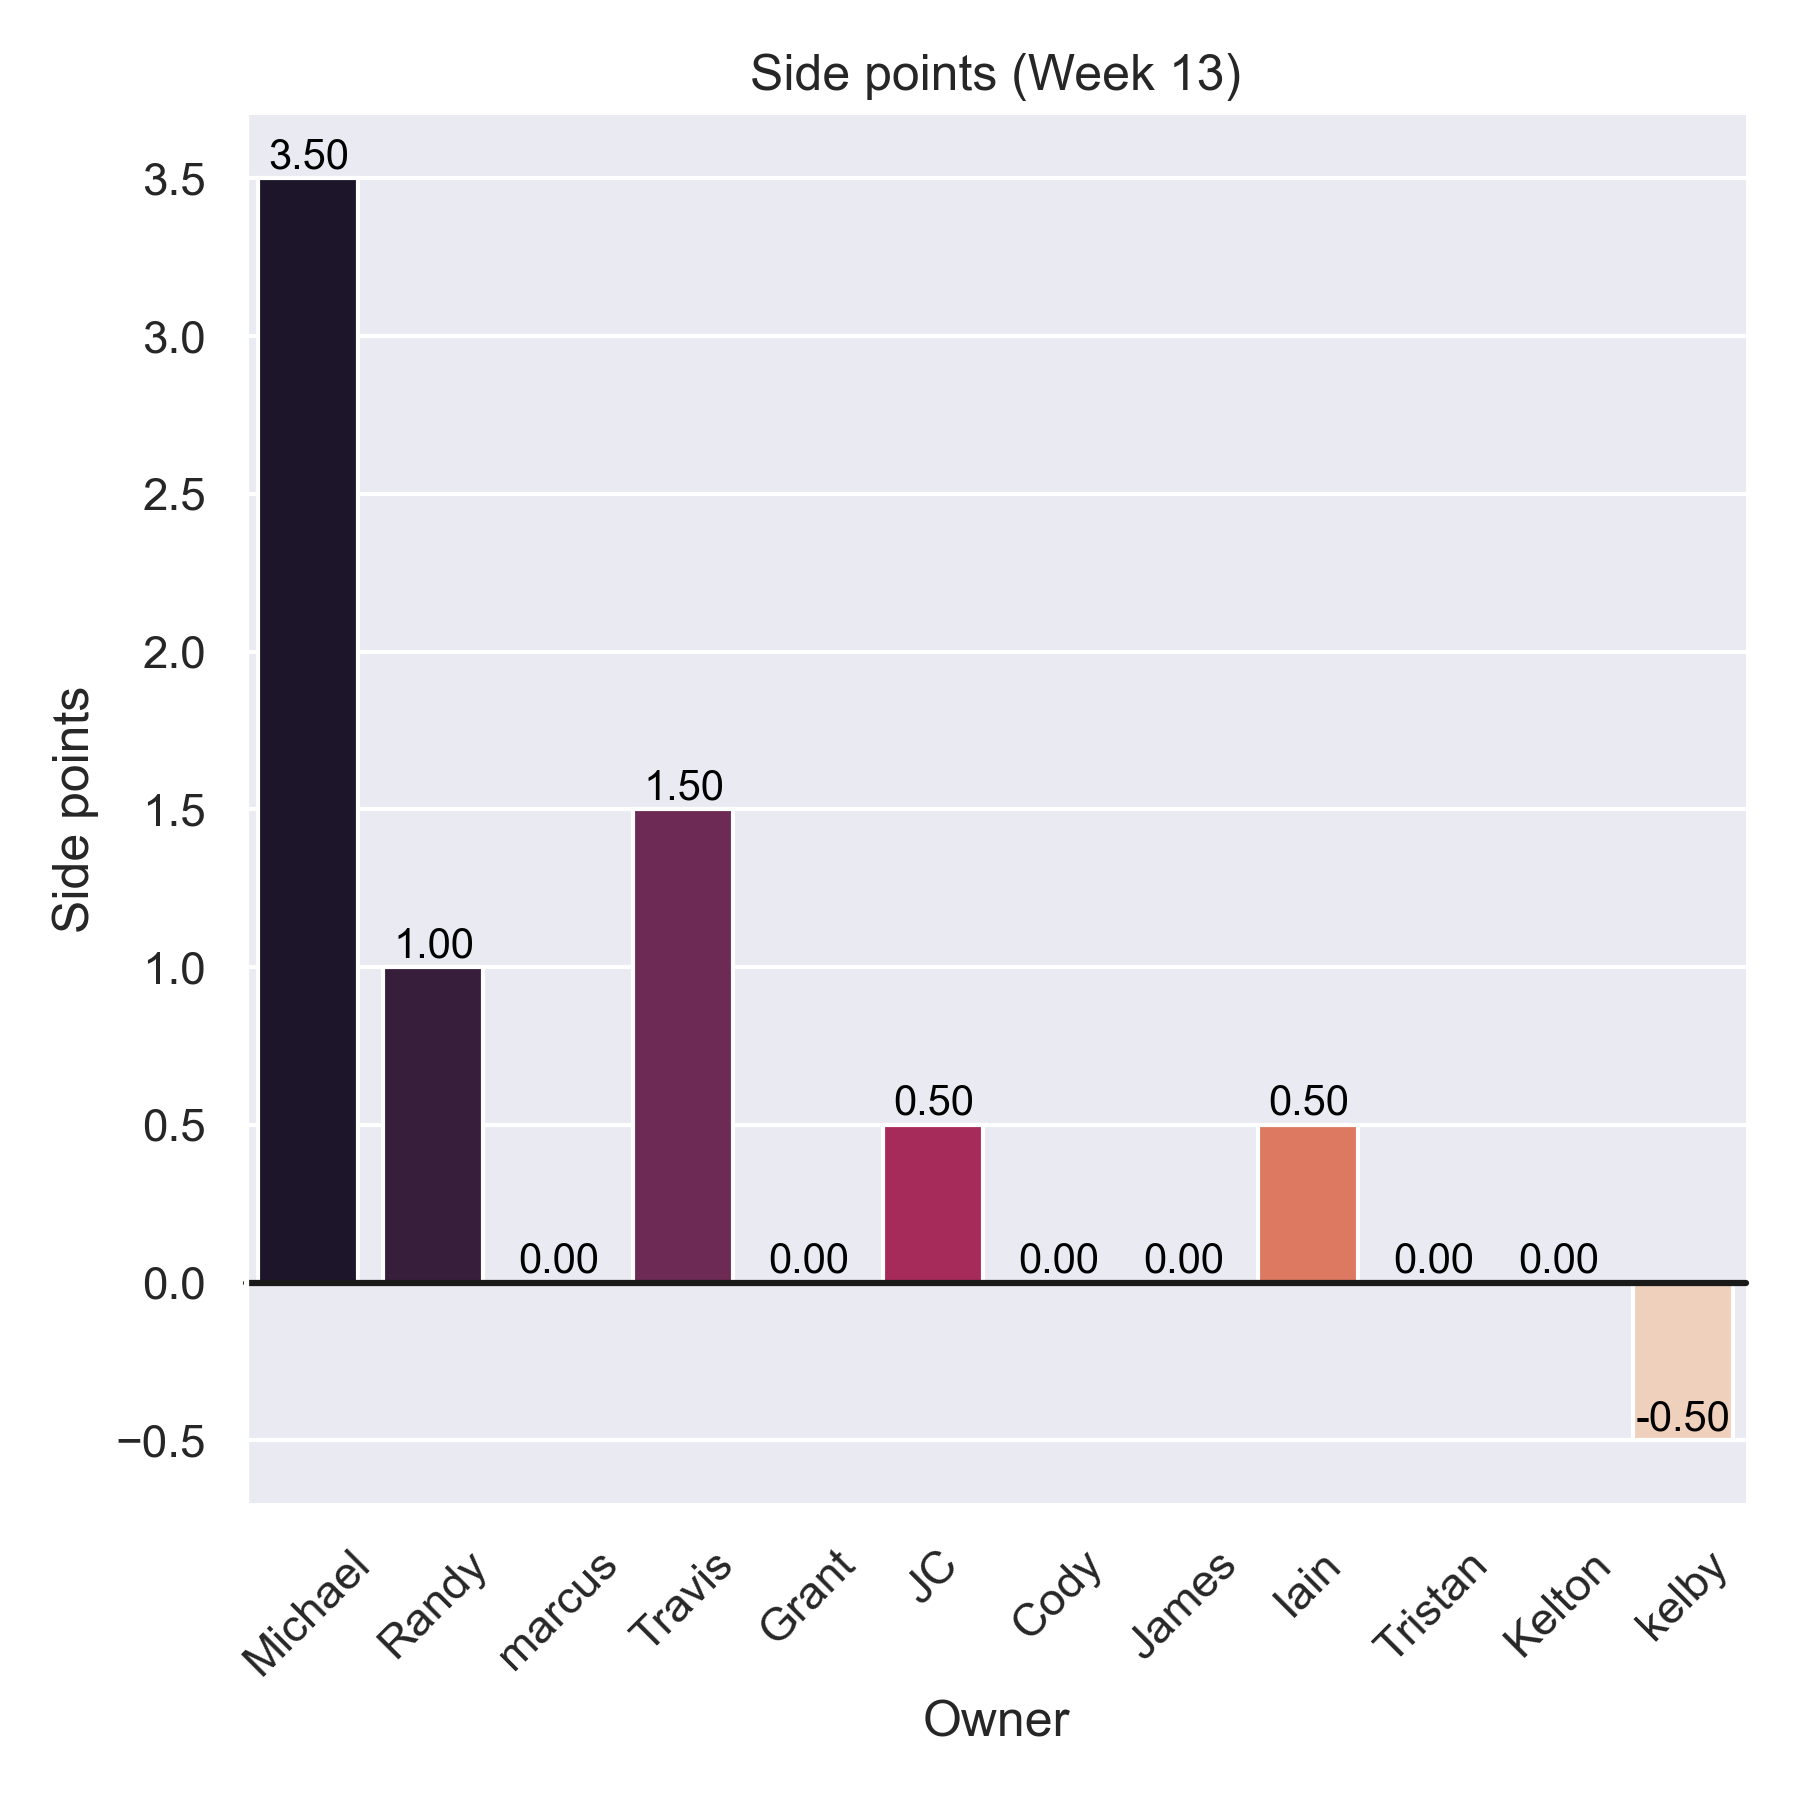 Side points (Week 13)
3.50
3.5
3.0
2.5
2.0
1.50
1.5
1.00
1.0
0.50 0.50
0.5
0.00 0.00 0.00 0.00 0.00 0.00
0.0
-0.50
−0.5
Side points
Michael Randy marcus Travis Grant JC Cody James Iain Tristan Kelton kelby
Owner